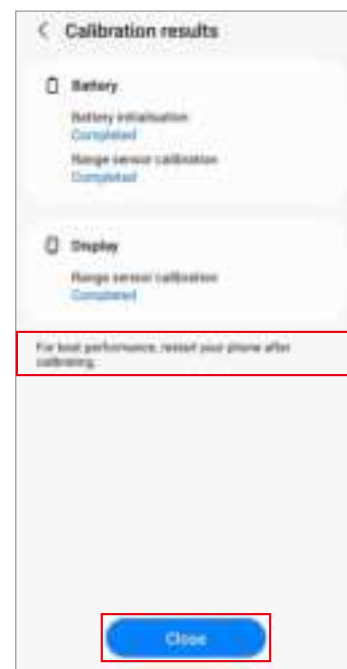 Calibration results
Battery
Battery initialisation
Completed
Range sensor calibration
Completed
Display
Range sensor calibration
Completed
For best performance, restart your phone after
calibrating.
Close